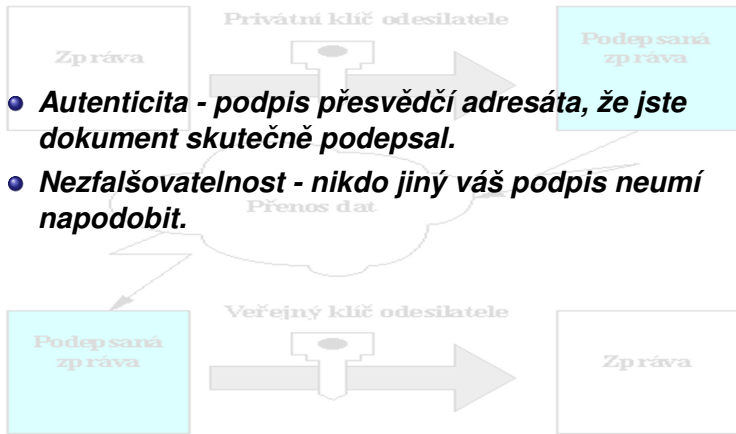 Privátní klíč odesilatele
Zpráva
Podepsaná
zpráva
Autenticita - podpis přesvědčí adresáta, že jste
dokument skutečně podepsal.
Nezfalšovatelnost - nikdo jiný váš podpis neumí
napodobit.
Přenos dat
Veřejný klíč odesilatele
Podepsaná
zpráva
Zpráva